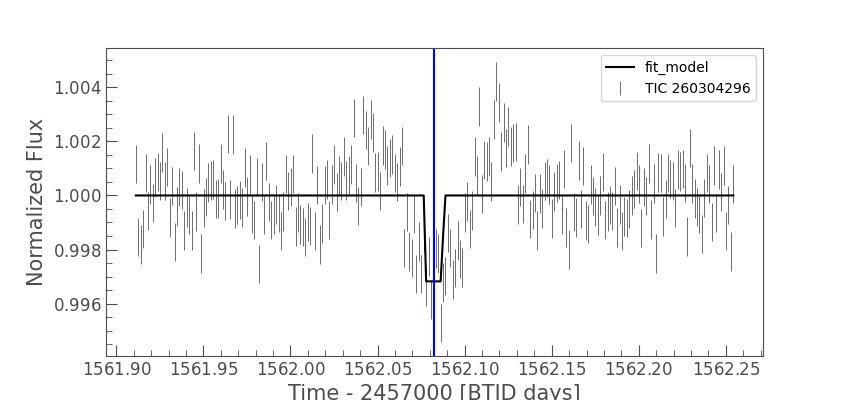 fit_model
TIC 260304296
1.004
1.002
1.000
0.998
0.996
Normalized Flux
1561.90 1561.95 1562.00 1562.05 1562.10 1562.15 1562.20 1562.25
Time - 2457000 [BTJD days]